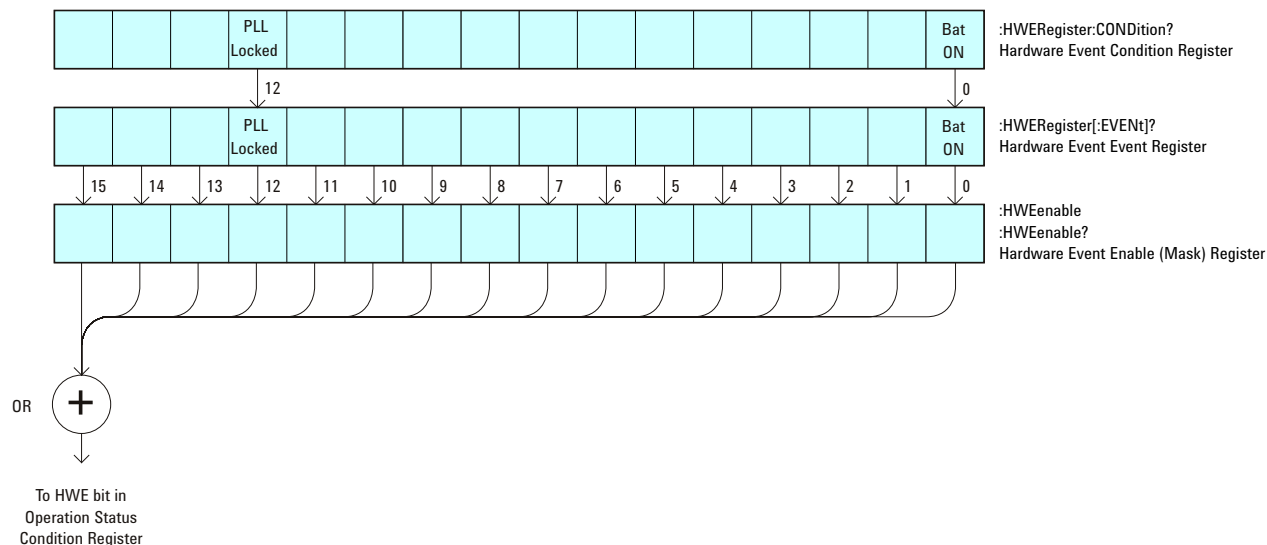 PLL
Locked
Bat
ON
:HWERegister:CONDition?
Hardware Event Condition Register
12
0
PLL
Locked
Bat
ON
:HWERegister[:EVENt]?
Hardware Event Event Register
15 14 13 12 11 10 9 8 7 6 5 4 3 2 1 0
:HWEenable
:HWEenable?
Hardware Event Enable (Mask) Register
OR +
To HWE bit in
Operation Status
Condition Register